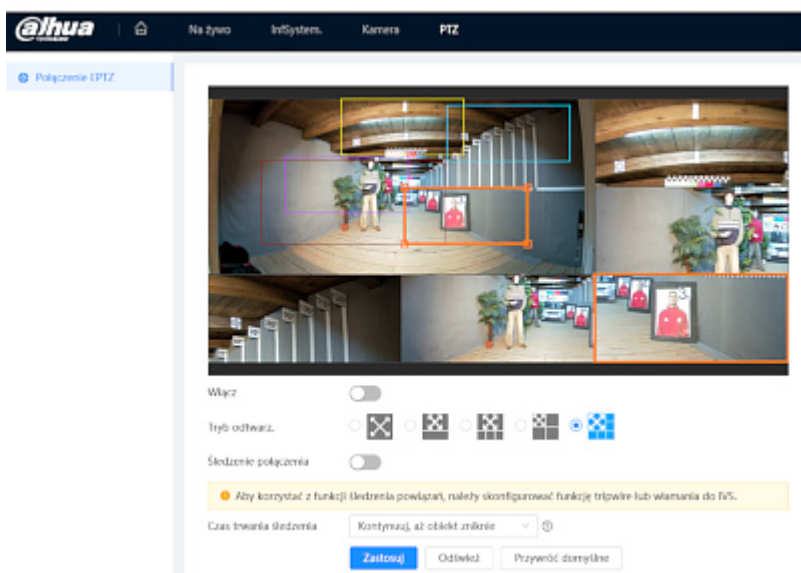 alhua
TECHNOLOGY
Na żywo InfSystem. Kamera PTZ
Połączenie EPTZ
Włącz
Tryb odtwarz.
Śledzenie połączenia
Aby korzystać z funkcji śledzenia powiązań, należy skonfigurować funkcję tripwire lub włamania do IVS.
Czas trwania śledzenia Kontynuuj, aż obiekt zniknie
Zastosuj Odśwież Przywróć domyślne